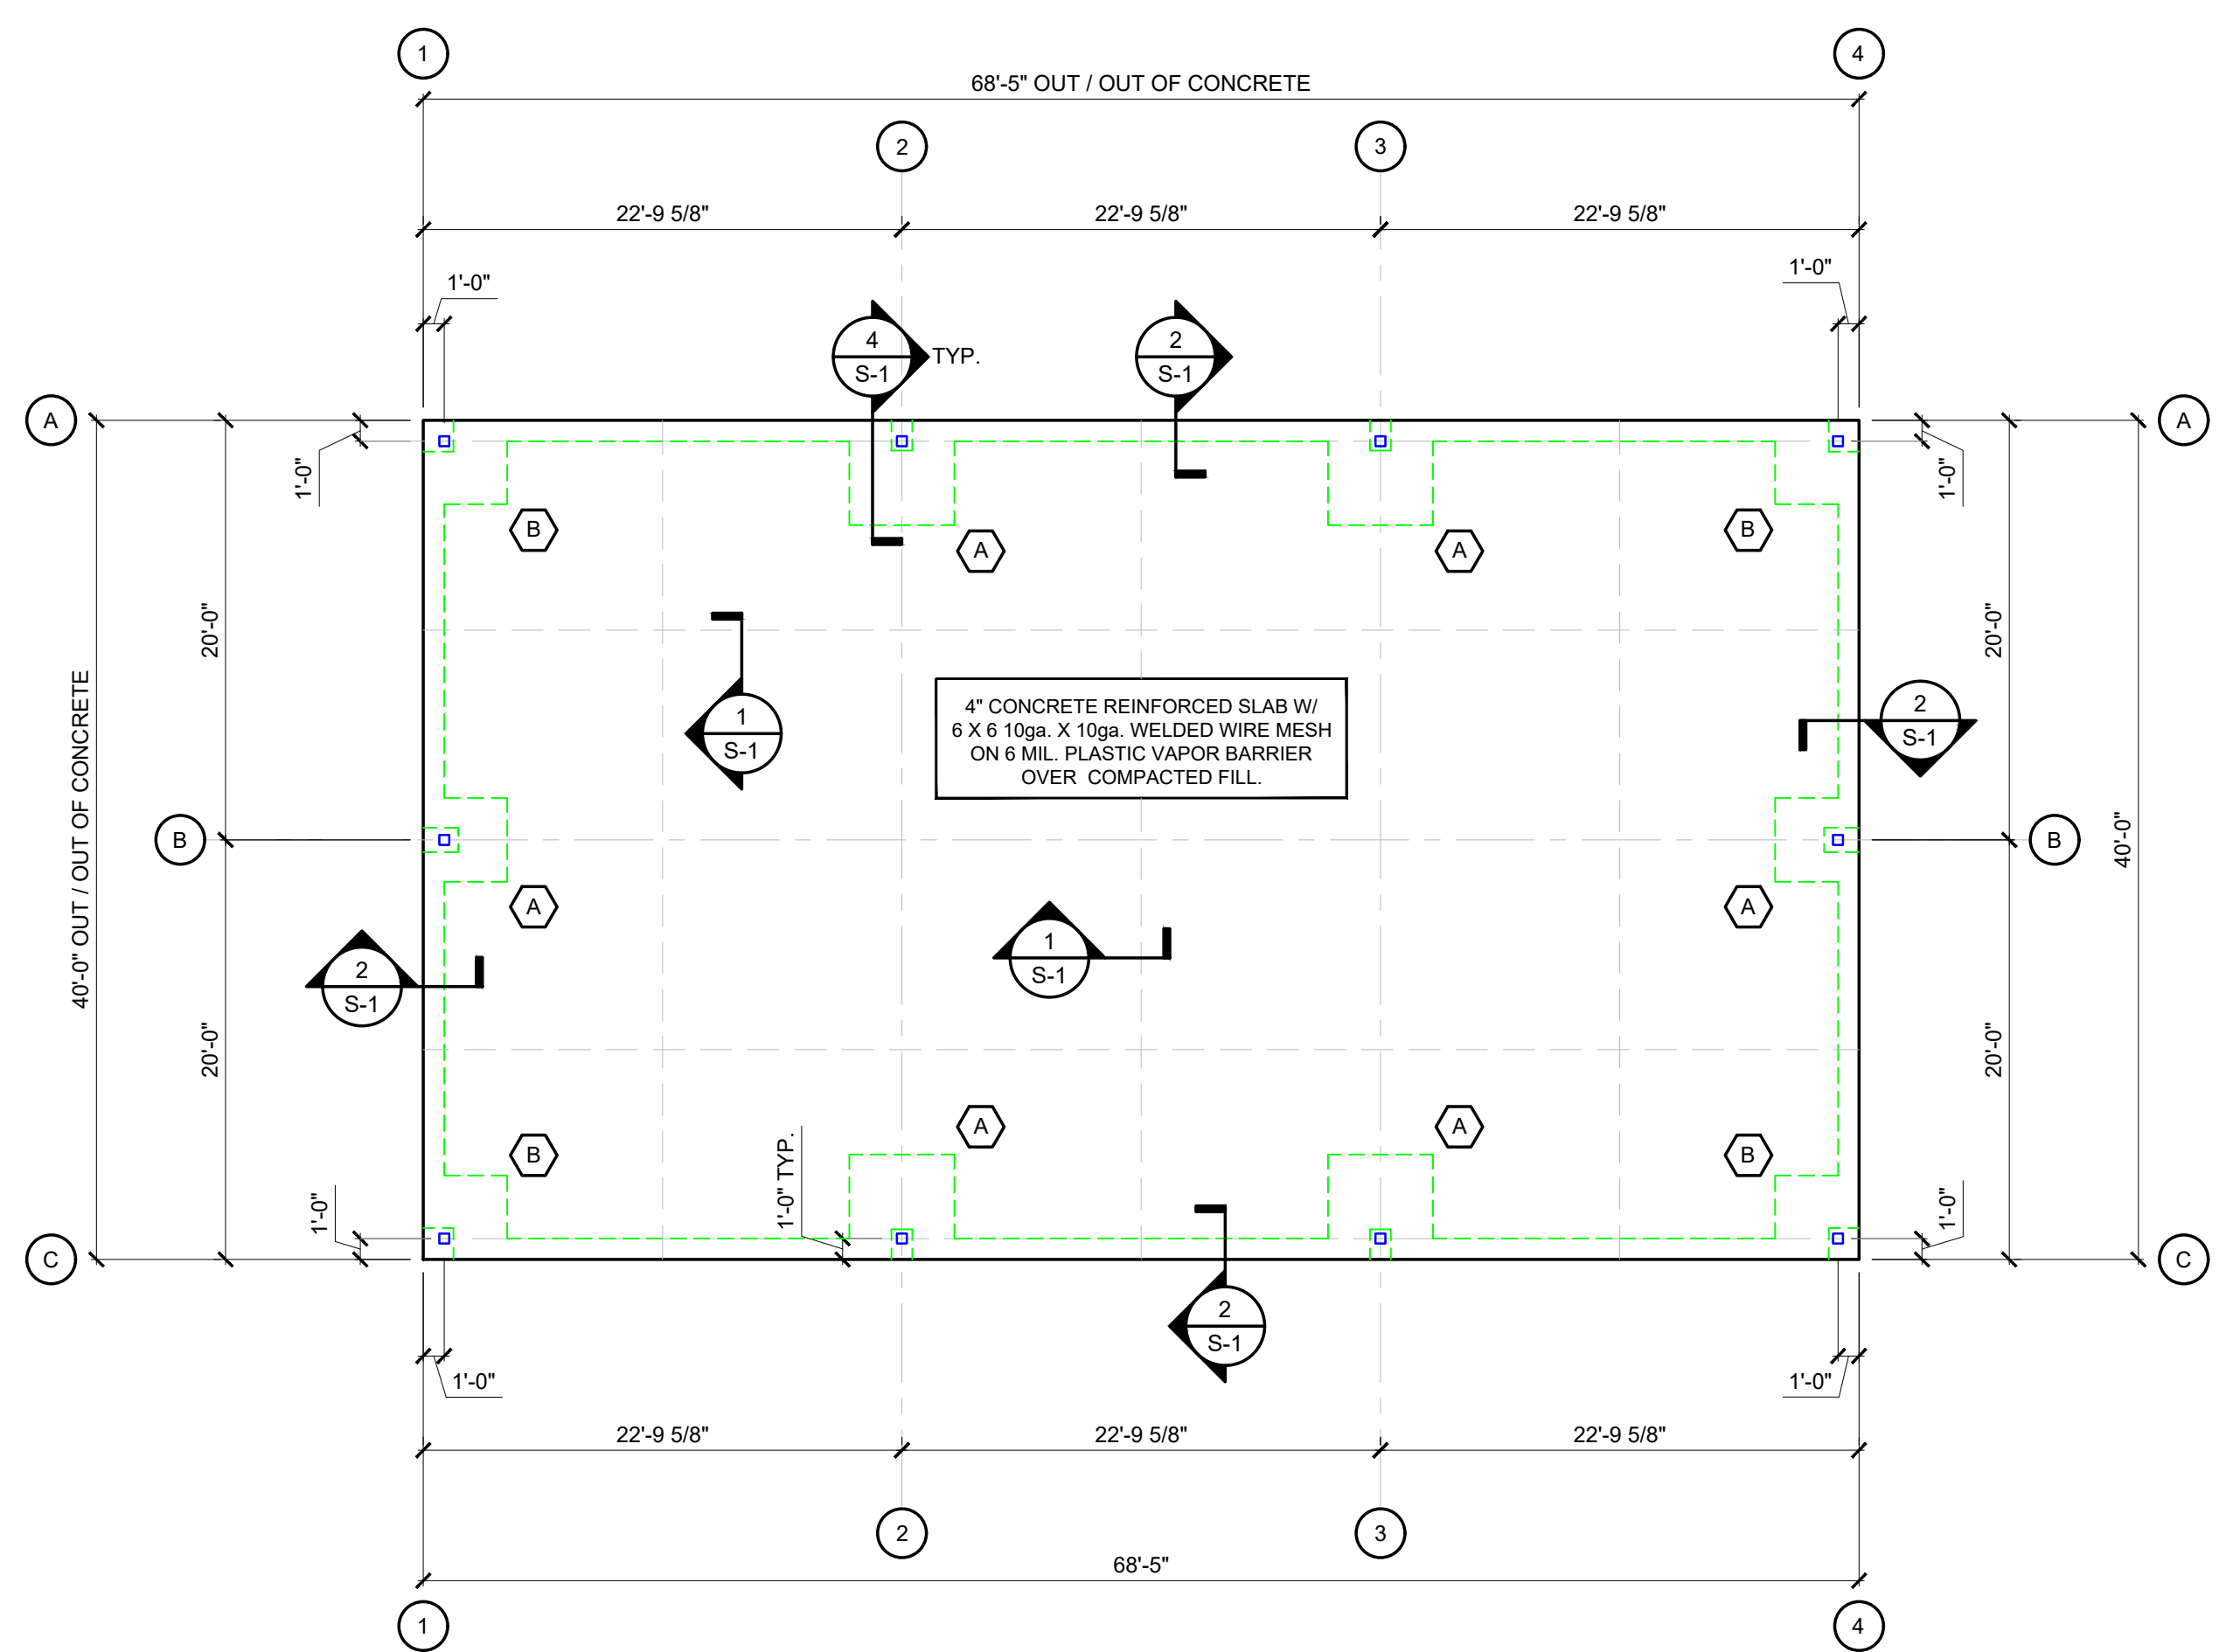 1
4
68'-5" OUT / OUT OF CONCRETE
2
3
22'-9 5/8"
22'-9 5/8"
22'-9 5/8"
1'-0"
1'-0"
4
S-1
TYP.
2
S-1
A
A
1'-0"
1'-0"
B
A
A
B
20'-0"
20'-0"
40'-0" OUT / OUT OF CONCRETE
1
S-1
4" CONCRETE REINFORCED SLAB W/
6 X 6 10ga. X 10ga. WELDED WIRE MESH
ON 6 MIL. PLASTIC VAPOR BARRIER
OVER COMPACTED FILL.
2
S-1
B
B
40'-0"
A
A
1
S-1
2
S-1
20'-0"
20'-0"
B
A
A
B
1'-0"
1'-0" TYP.
1'-0"
C
C
2
S-1
1'-0"
1'-0"
22'-9 5/8"
22'-9 5/8"
22'-9 5/8"
2
3
68'-5"
1
4